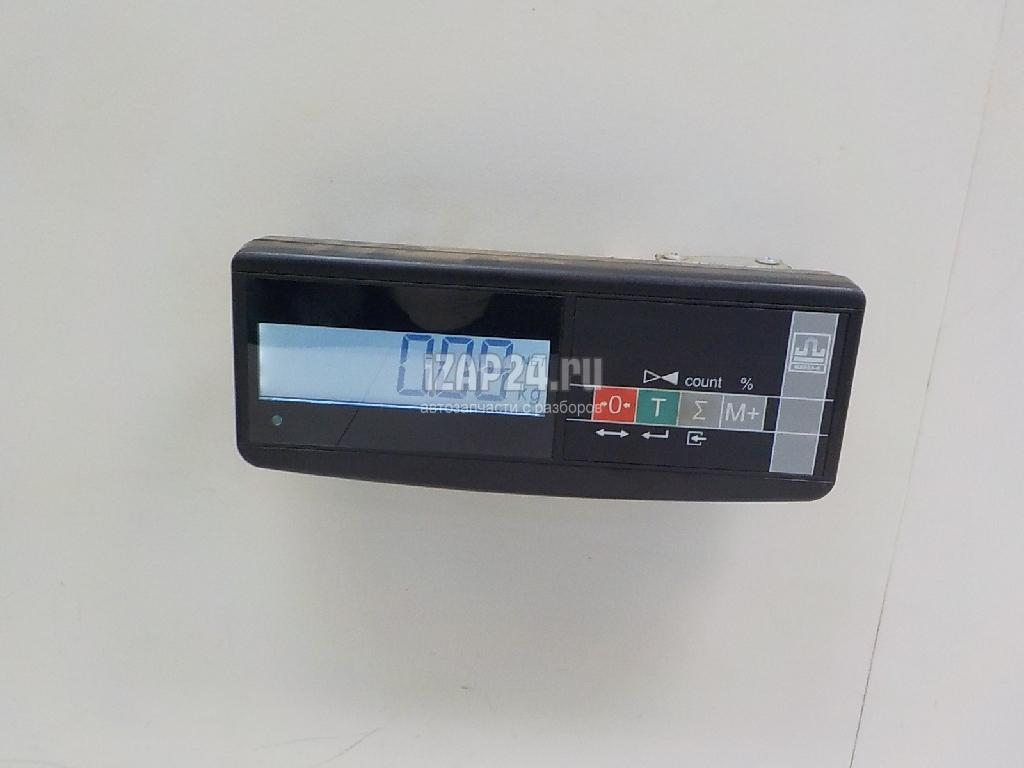 0.00
kg
iZAP24.ru
автозапчасти с разборов
count %
→0← T Σ M+